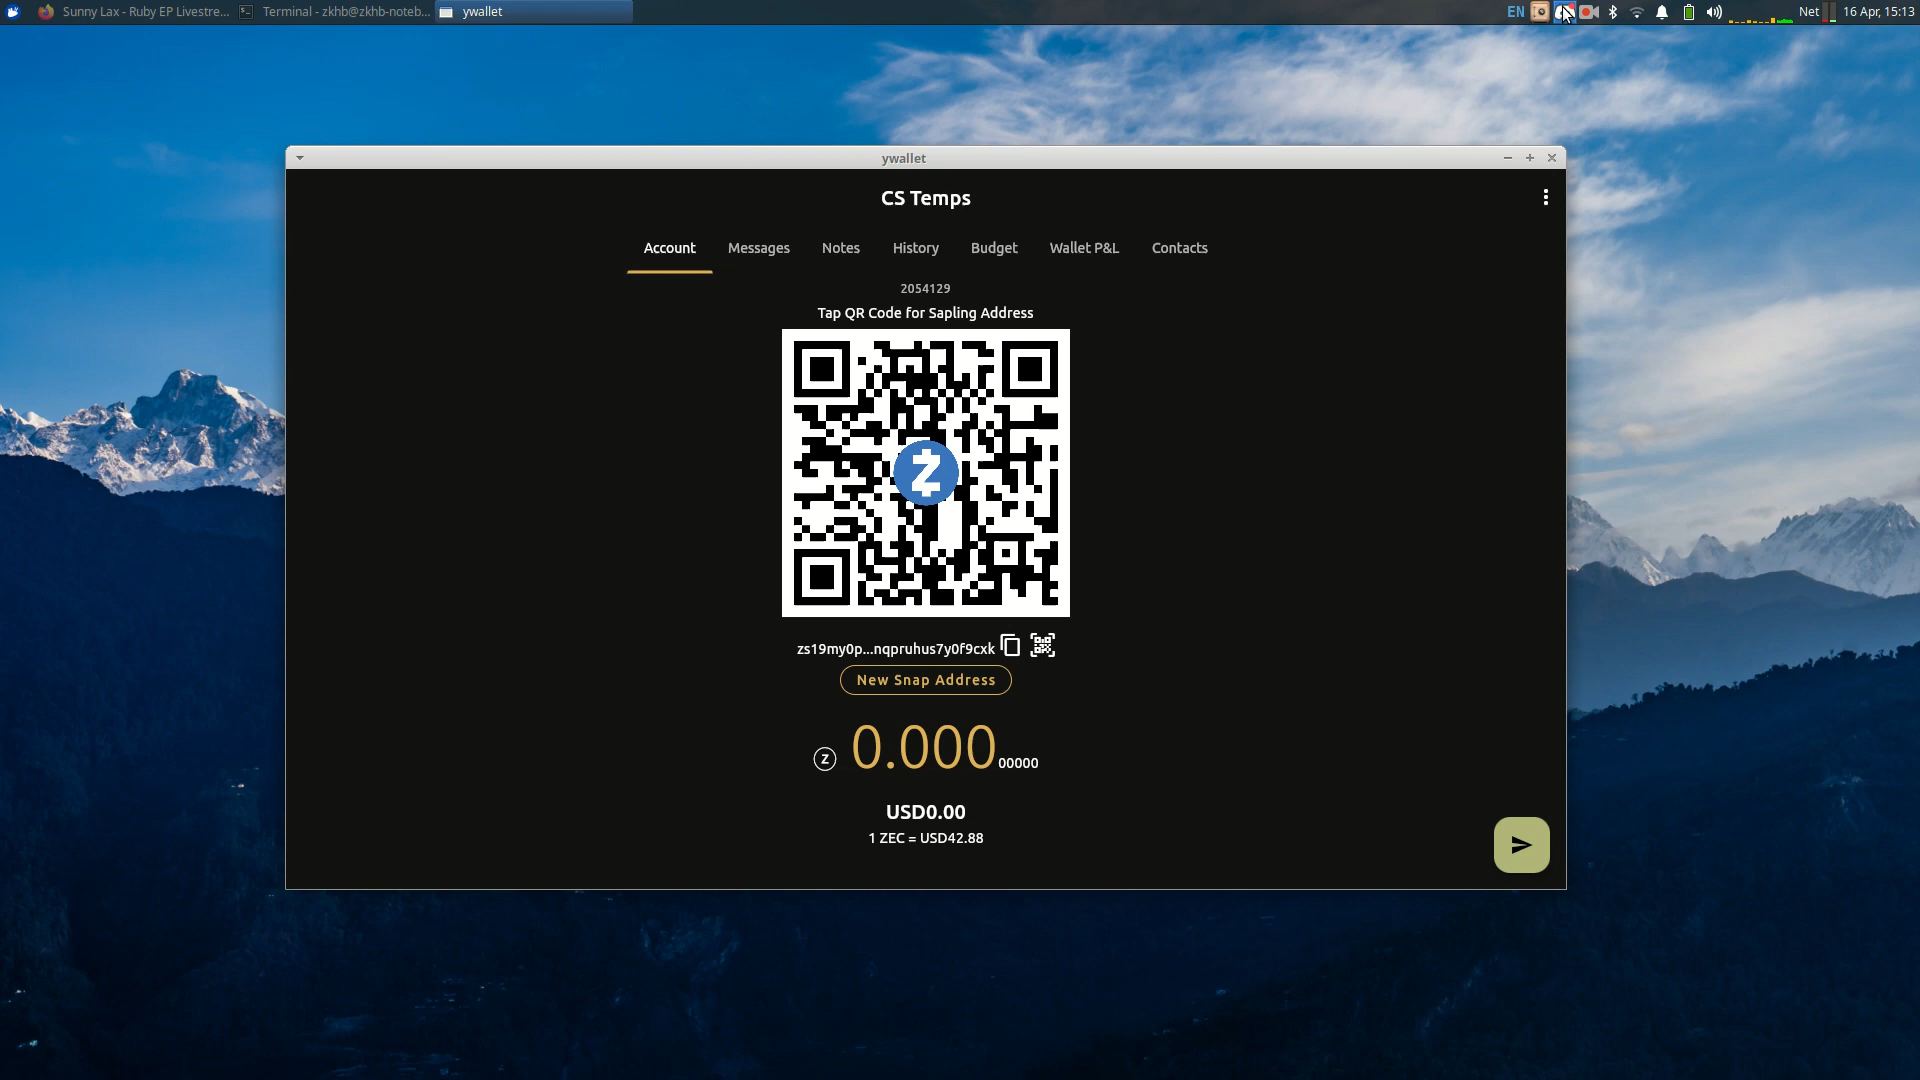 Sunny Lax - Ruby EP Livestre...
Terminal - zkhb@zkhb-noteb...
ywallet
EN
Net
16 Apr, 15:13
ywallet
CS Temps
Account
Messages
Notes
History
Budget
Wallet P&L
Contacts
2054129
Tap QR Code for Sapling Address
zs19my0p...nqpruhus7y0f9cxk
New Snap Address
Z 0.00000000
USD0.00
1 ZEC = USD42.88